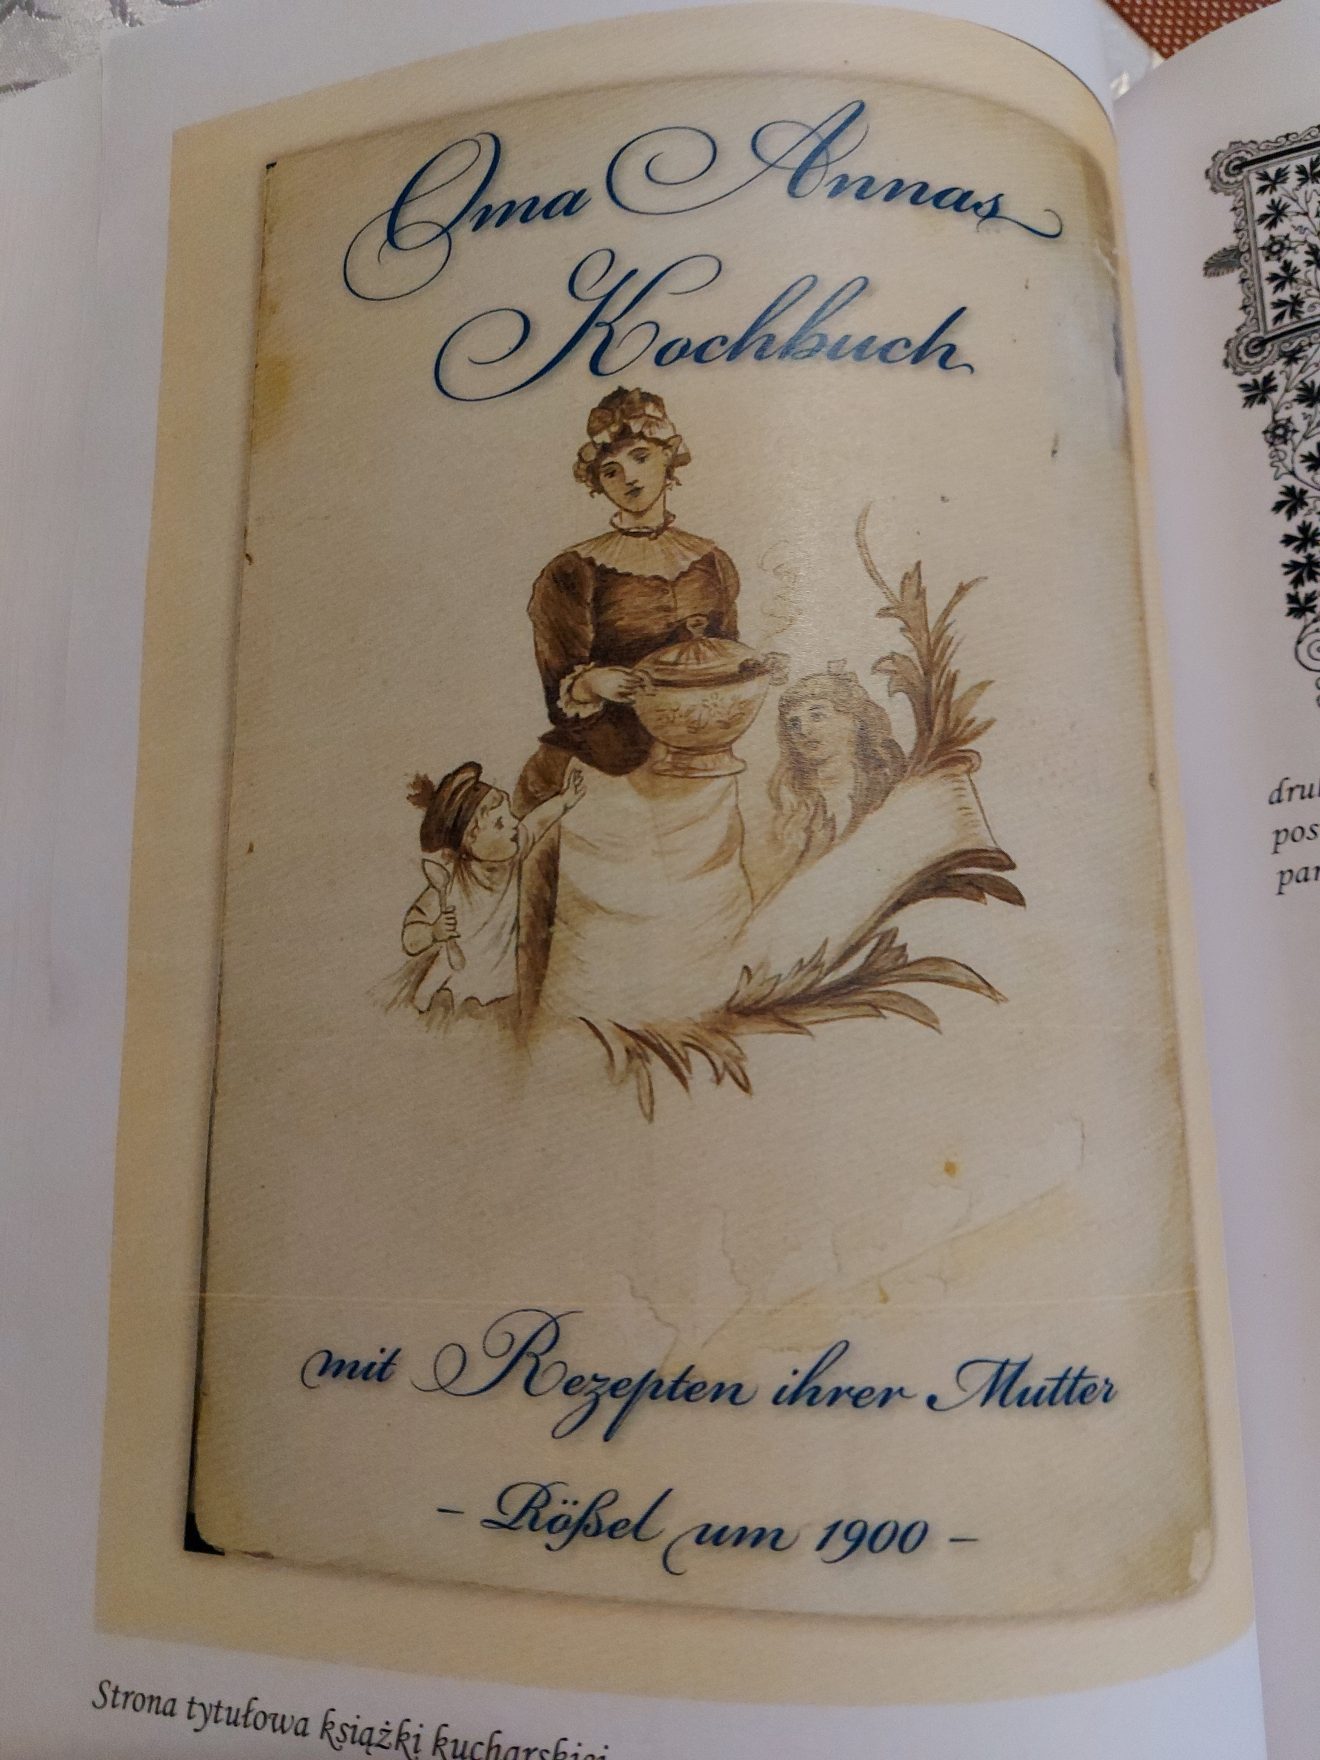 Oma Annas
Kochbuch
mit Rezepten ihrer Mutter
- Rößel um 1900 -
Strona tytułowa książki kucharskiej